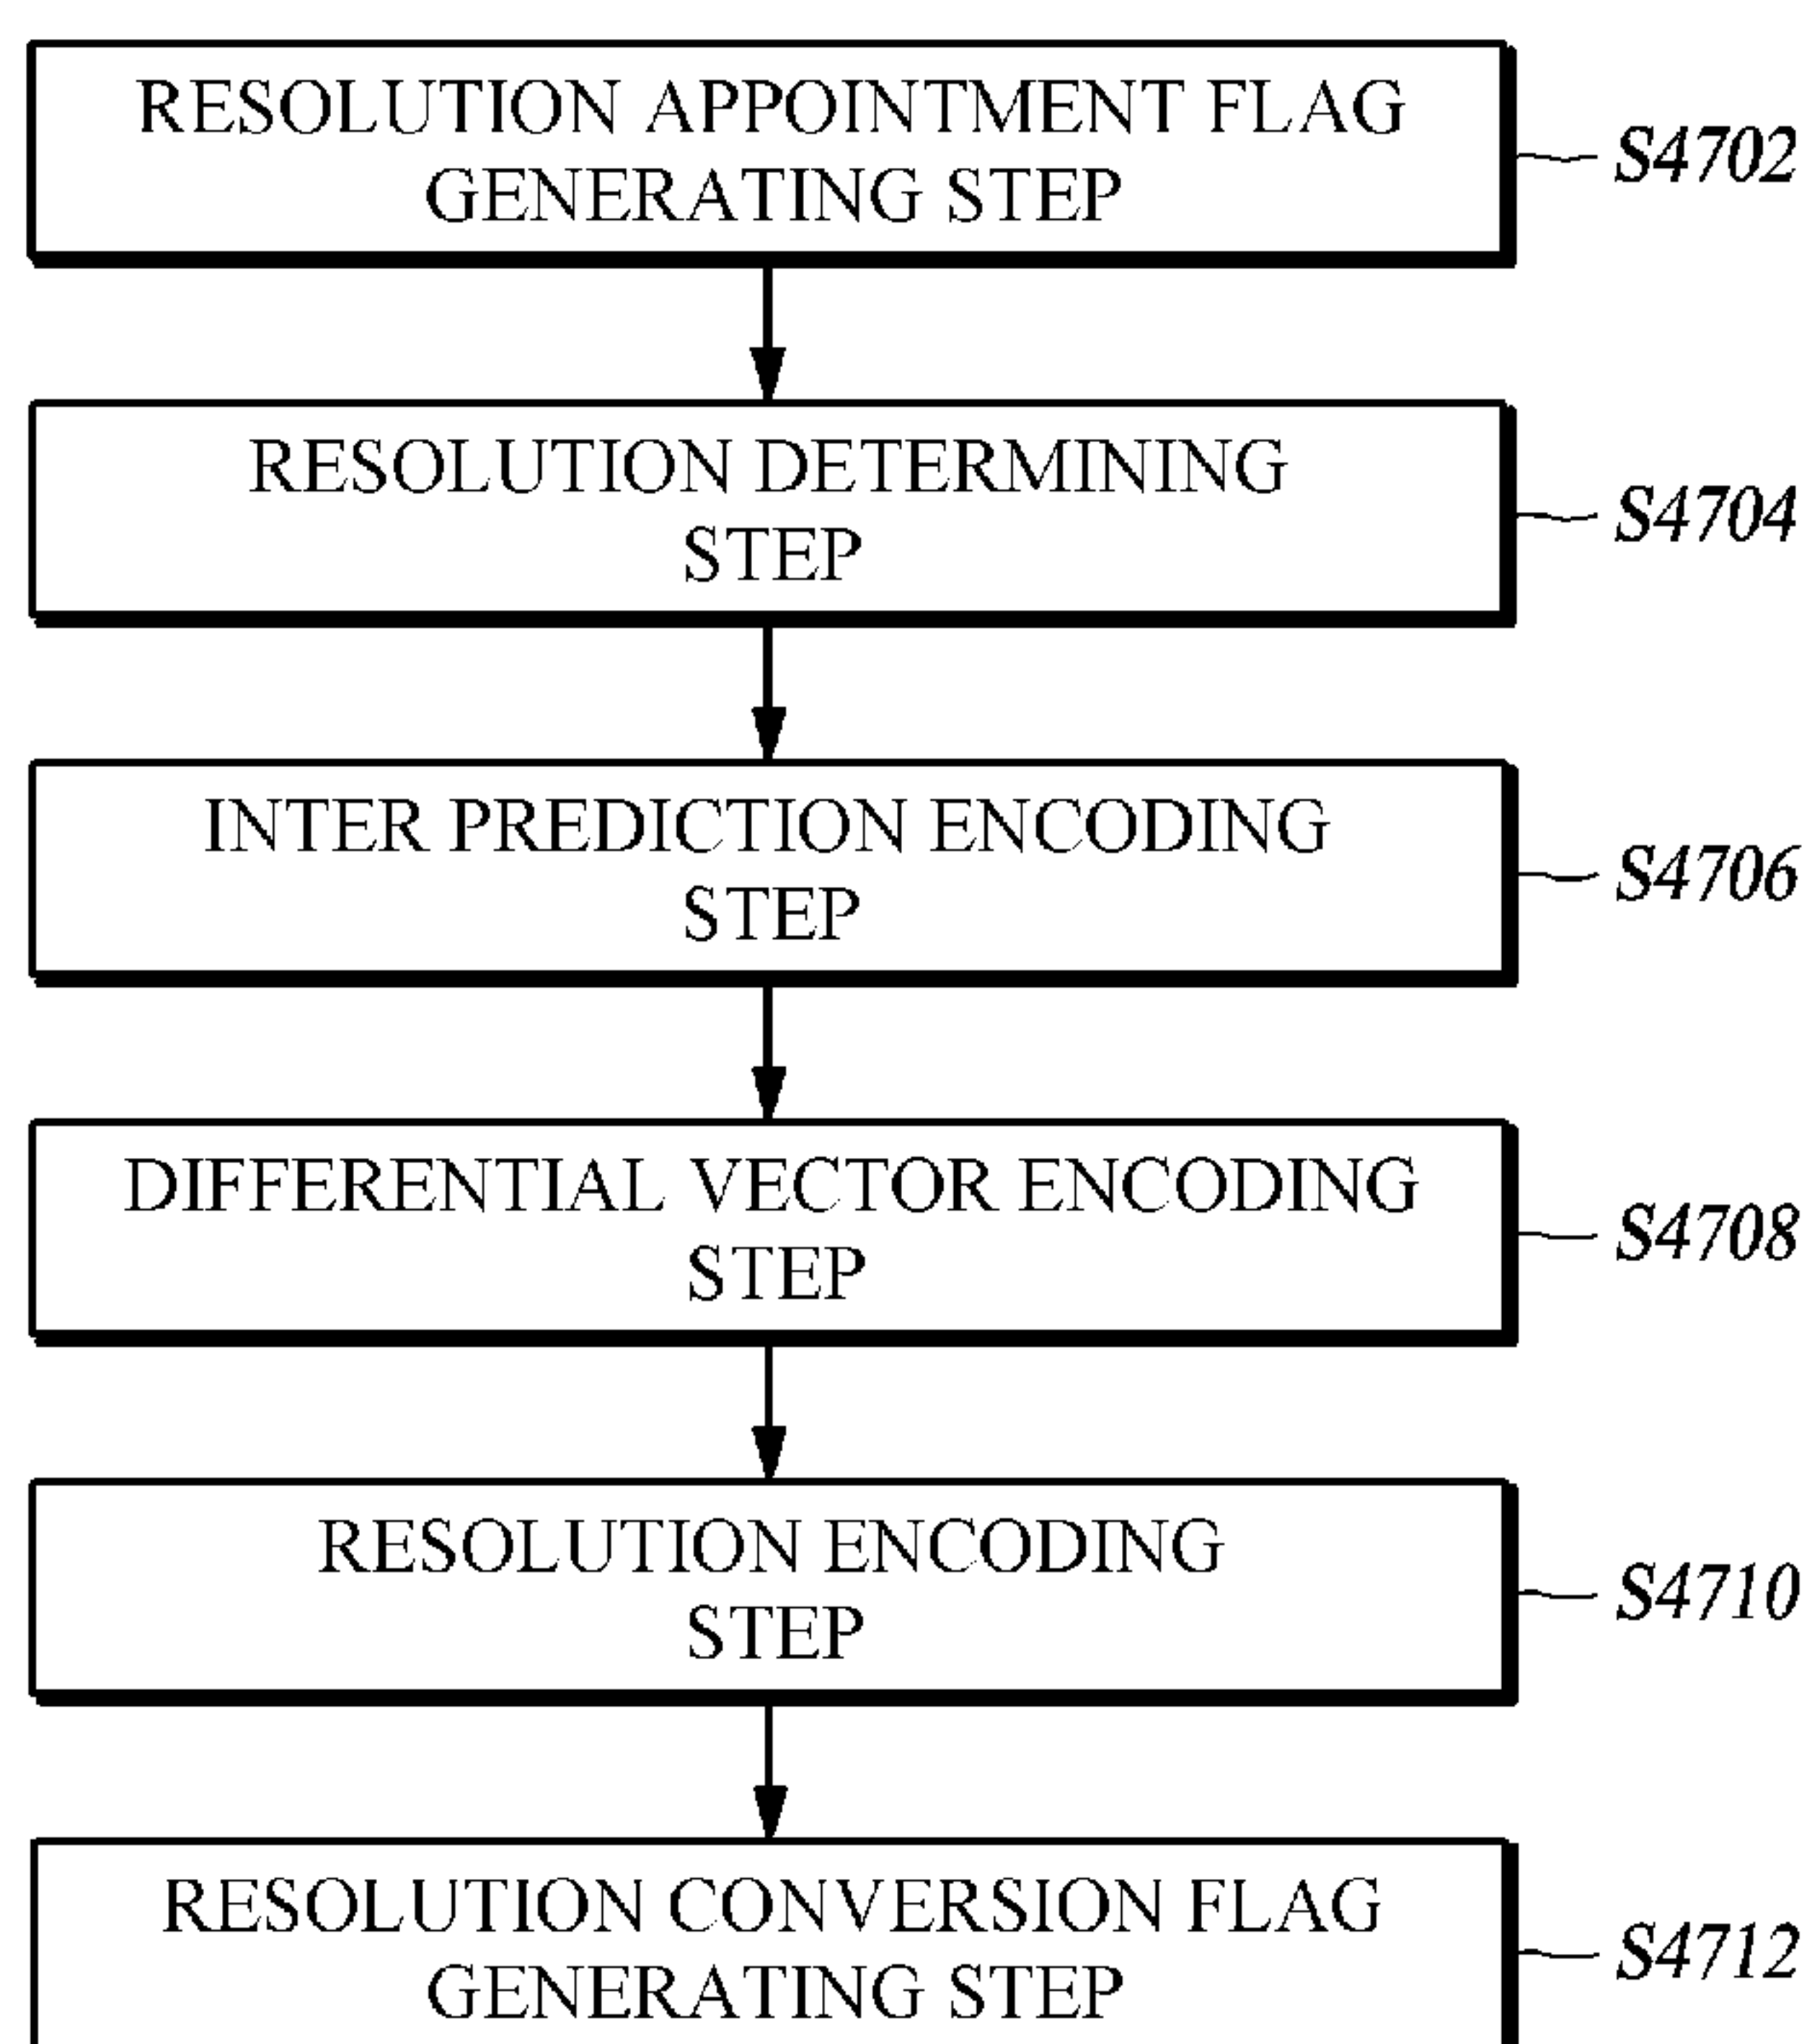 RESOLUTION APPOINTMENT FLAG
GENERATING STEP
S4702
RESOLUTION DETERMINING
STEP
S4704
INTER PREDICTION ENCODING
STEP
S4706
DIFFERENTIAL VECTOR ENCODING
STEP
S4708
RESOLUTION ENCODING
STEP
S4710
RESOLUTION CONVERSION FLAG
GENERATING STEP
S4712